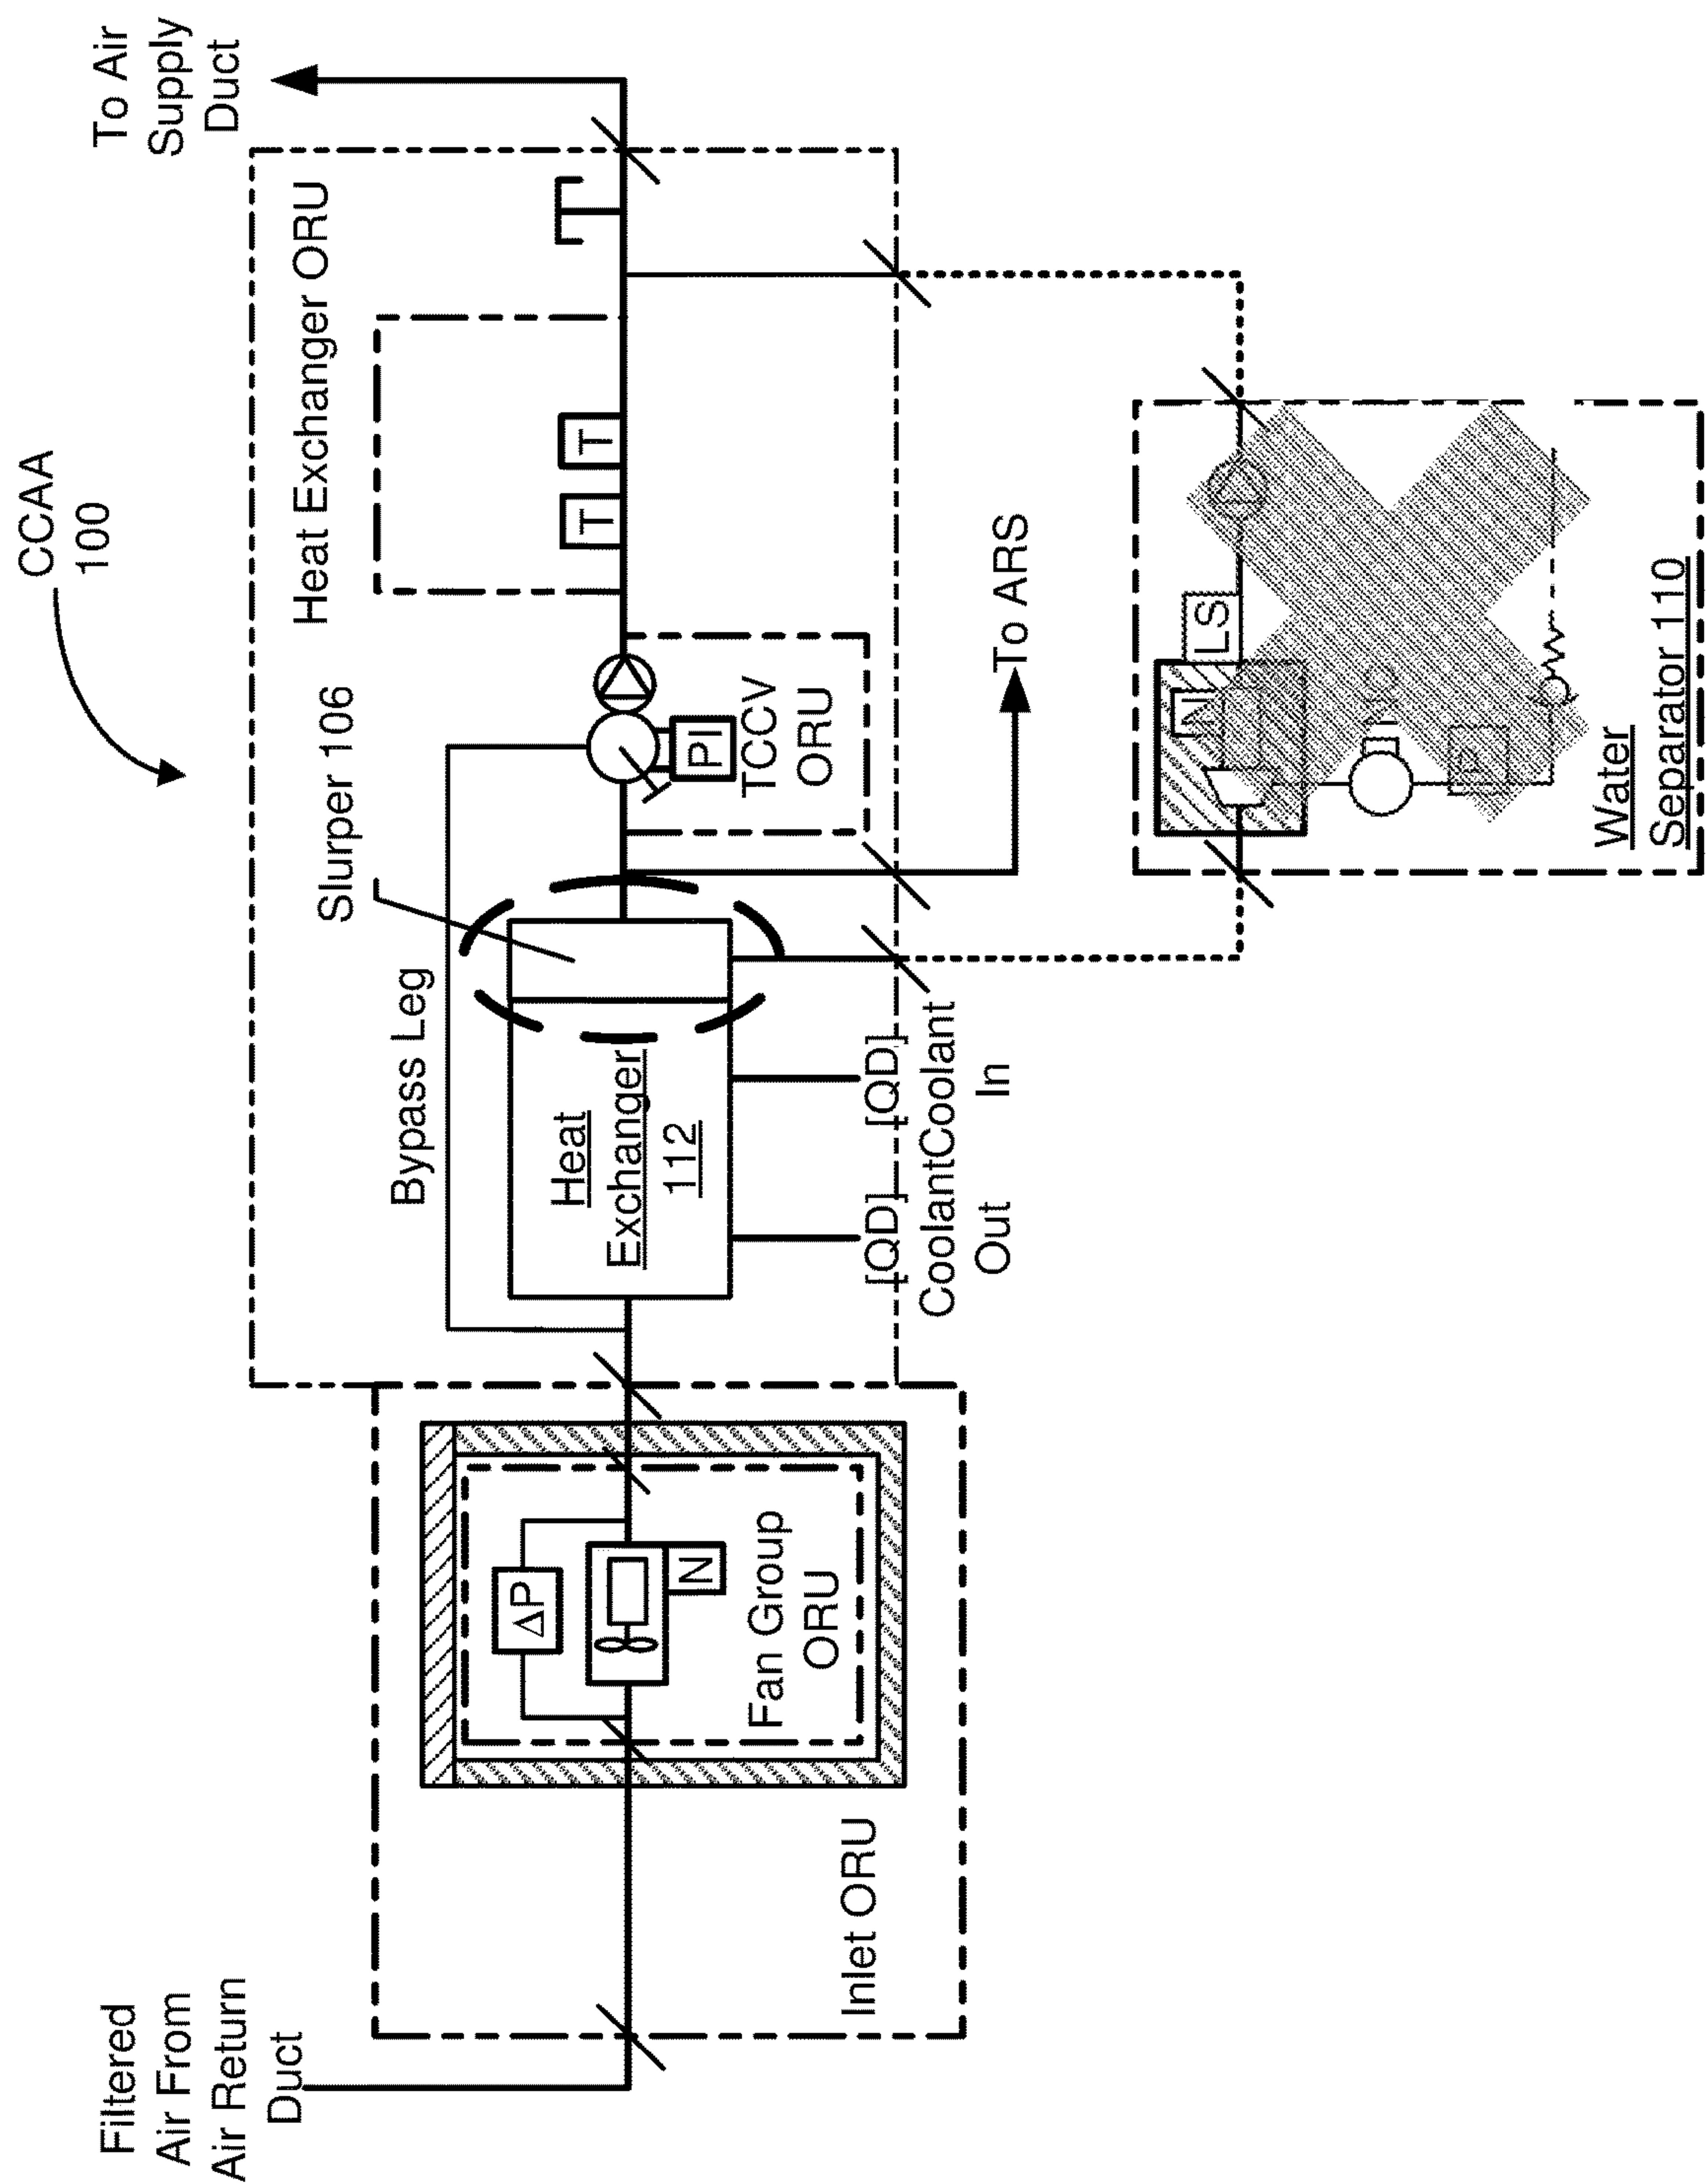 CCAA
100
Filtered
Air From
Air Return
Duct
To Air
Supply
Duct
Heat Exchanger ORU
Slurper 106
Bypass Leg
ΔP
N
Fan Group
ORU
Inlet ORU
Heat
Exchanger
112
T
T
PI
TCCV
ORU
[QD]
[QD]
CoolantCoolant
Out
In
To ARS
N
LS
P
Water
Separator 110